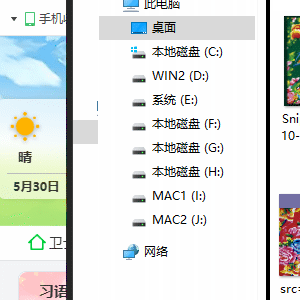 手机
晴
5月30日
卫
习语
此电脑
桌面
本地磁盘 (C:)
WIN2 (D:)
系统 (E:)
本地磁盘 (F:)
本地磁盘 (G:)
本地磁盘 (H:)
MAC1 (I:)
MAC2 (J:)
网络
Sni
10-
src